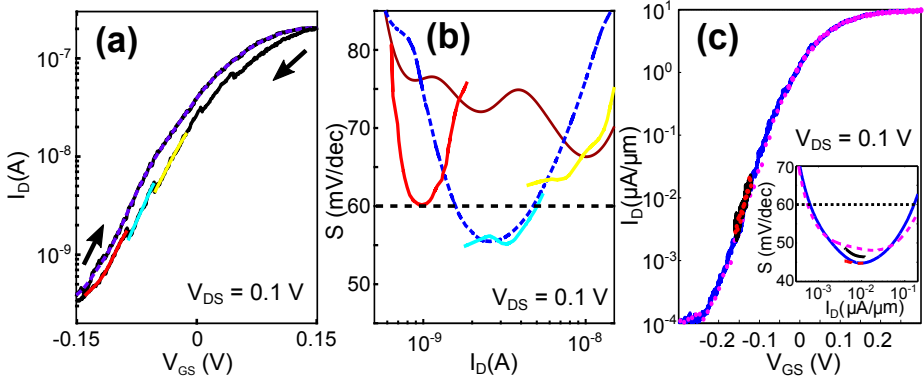 (a)
I_D(A)
10⁻⁷
10⁻⁸
10⁻⁹
V_DS = 0.1 V
-0.15
0
0.15
V_GS (V)
(b)
S (mV/dec)
80
70
60
50
V_DS = 0.1 V
10⁻⁹
10⁻⁸
I_D(A)
(c)
I_D(µA/µm)
10¹
10⁰
10⁻¹
10⁻²
10⁻³
10⁻⁴
V_DS = 0.1 V
S (mV/dec)
70
60
50
40
10⁻³
10⁻²
10⁻¹
I_D(µA/µm)
-0.2
-0.1
0
0.1
0.2
V_GS (V)